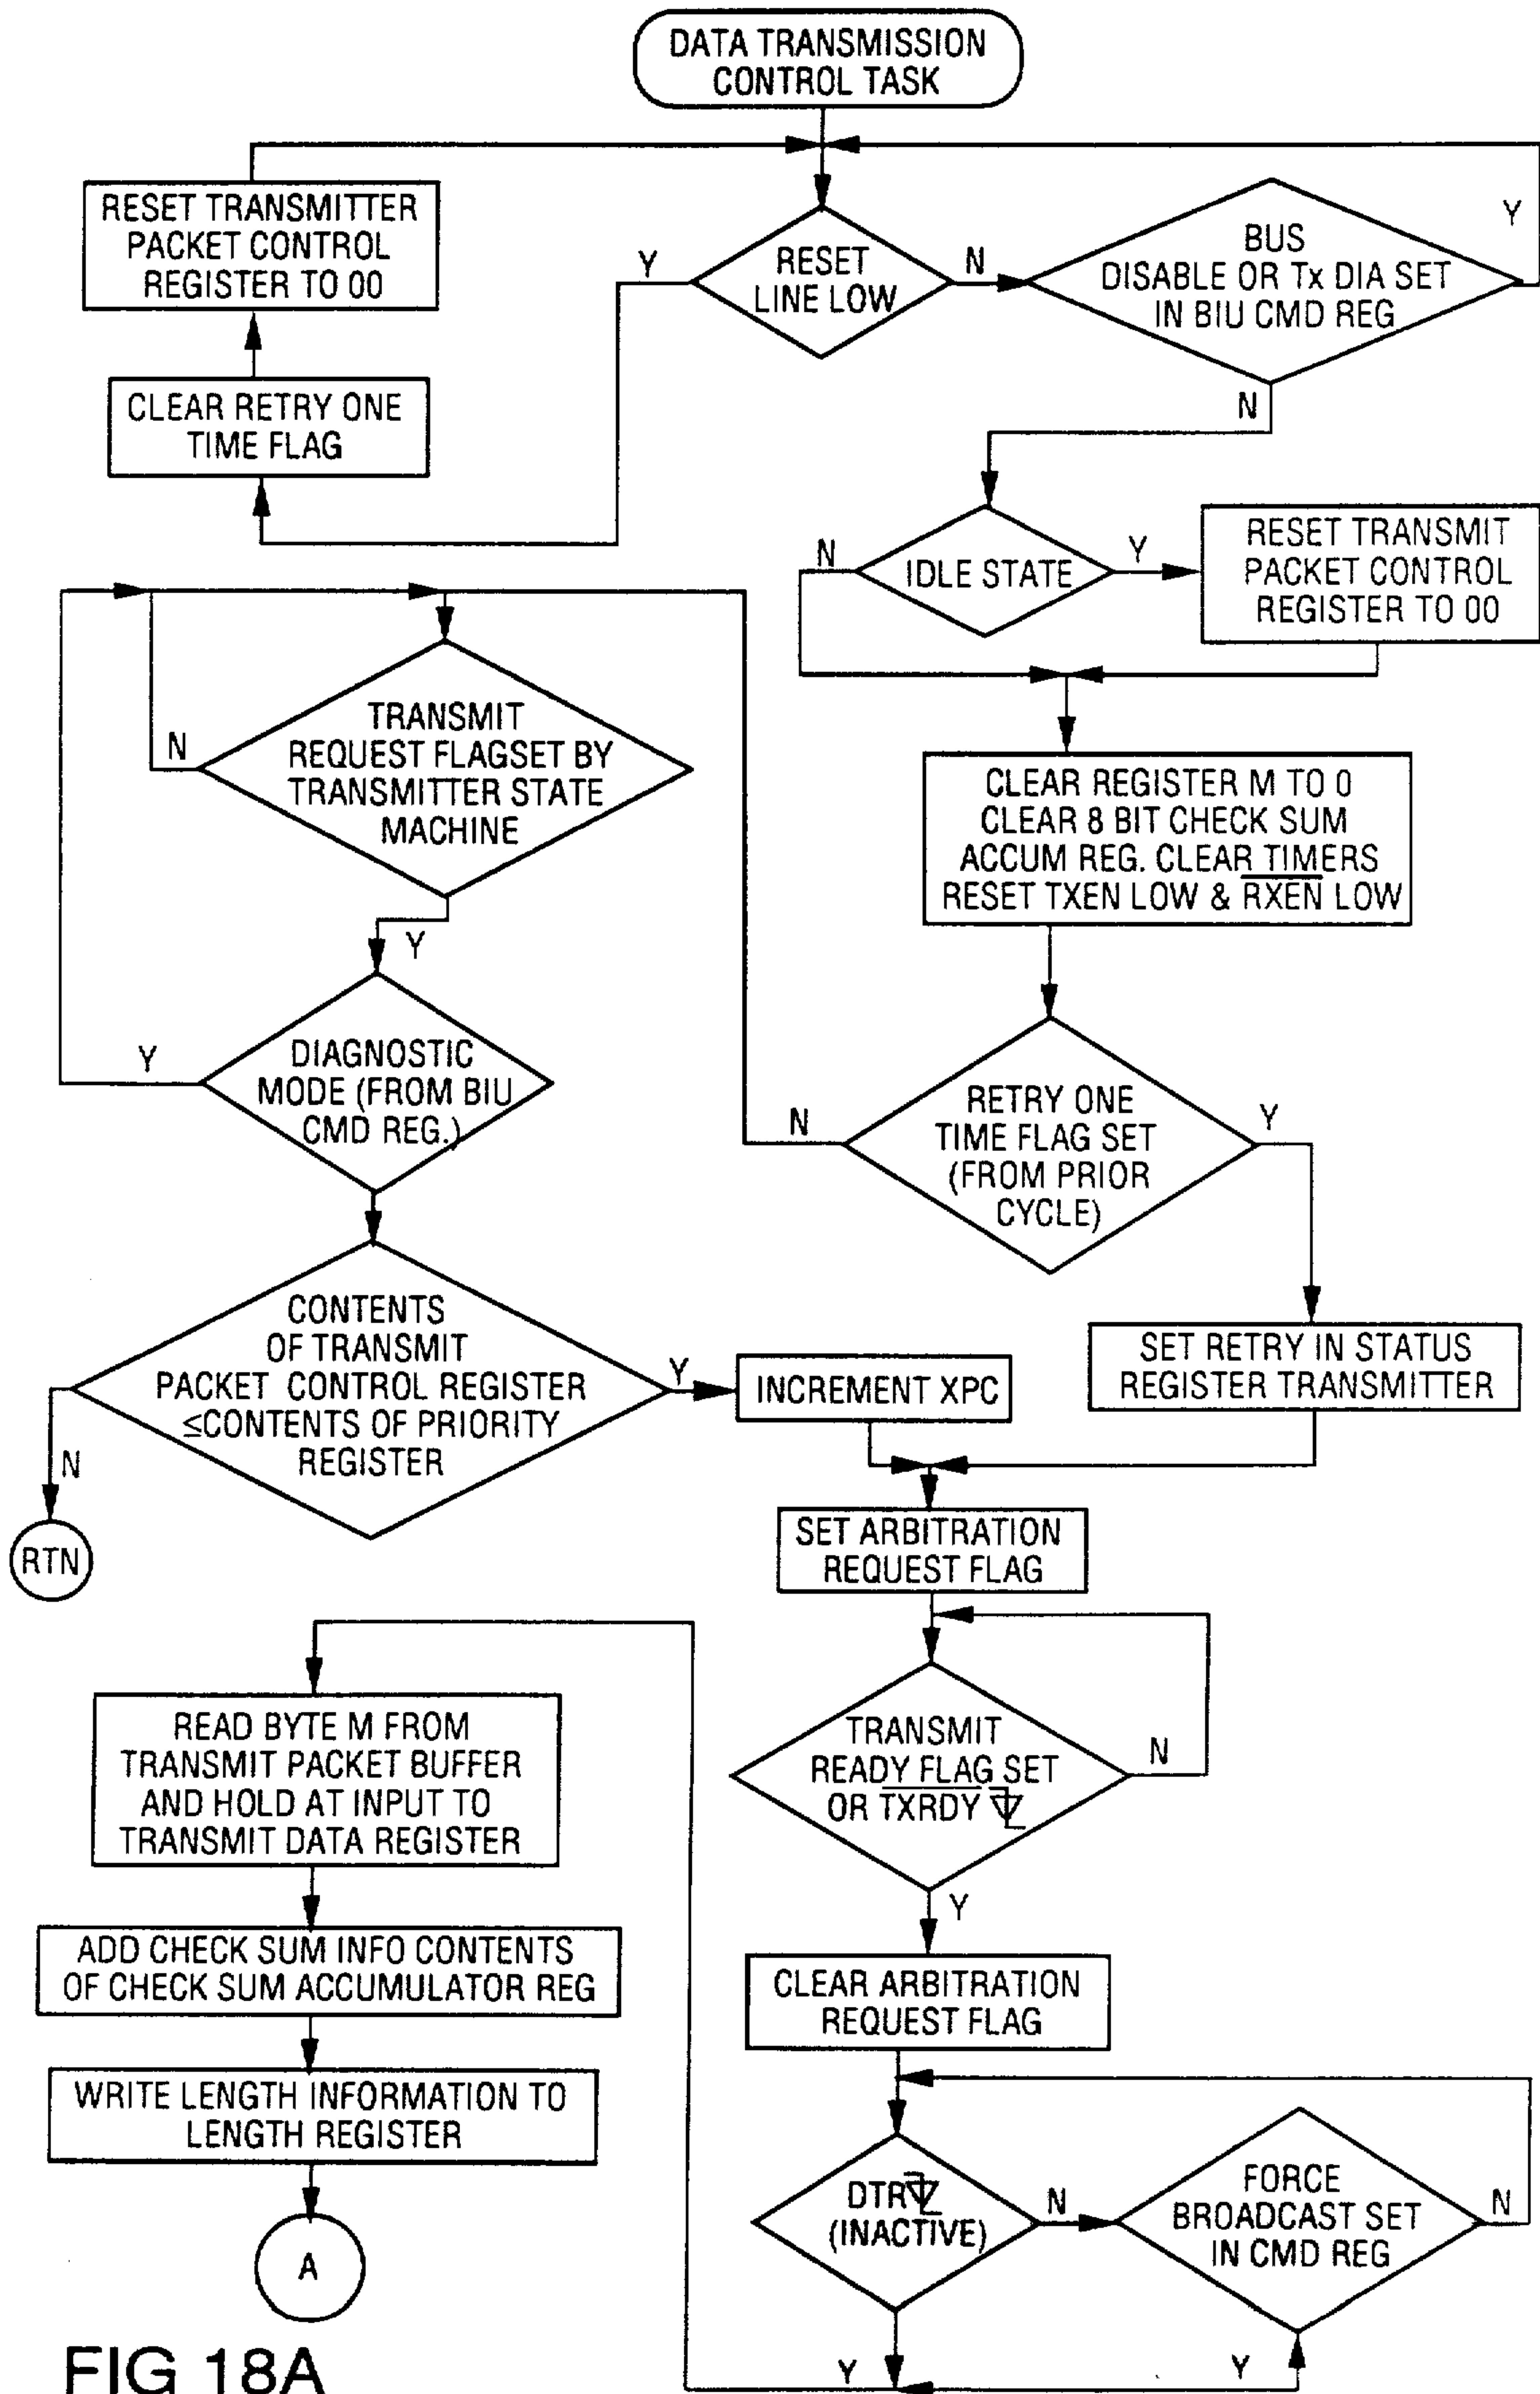 DATA TRANSMISSION
CONTROL TASK
RESET TRANSMITTER
PACKET CONTROL
REGISTER TO 00
Y
RESET
LINE LOW
N
BUS
DISABLE OR Tx DIA SET
IN BIU CMD REG
Y
CLEAR RETRY ONE
TIME FLAG
N
N
IDLE STATE
Y
RESET TRANSMIT
PACKET CONTROL
REGISTER TO 00
N
TRANSMIT
REQUEST FLAGSET BY
TRANSMITTER STATE
MACHINE
Y
CLEAR REGISTER M TO 0
CLEAR 8 BIT CHECK SUM
ACCUM REG. CLEAR TIMERS
RESET TXEN LOW & RXEN LOW
Y
DIAGNOSTIC
MODE (FROM BIU
CMD REG.)
N
RETRY ONE
TIME FLAG SET
(FROM PRIOR
CYCLE)
Y
CONTENTS
OF TRANSMIT
PACKET CONTROL REGISTER
≤CONTENTS OF PRIORITY
REGISTER
Y
INCREMENT XPC
SET RETRY IN STATUS
REGISTER TRANSMITTER
N
RTN
SET ARBITRATION
REQUEST FLAG
READ BYTE M FROM
TRANSMIT PACKET BUFFER
AND HOLD AT INPUT TO
TRANSMIT DATA REGISTER
TRANSMIT
READY FLAG SET
OR TXRDY
N
Y
ADD CHECK SUM INFO CONTENTS
OF CHECK SUM ACCUMULATOR REG
CLEAR ARBITRATION
REQUEST FLAG
WRITE LENGTH INFORMATION TO
LENGTH REGISTER
DTR
(INACTIVE)
N
FORCE
BROADCAST SET
IN CMD REG
N
A
Y
Y
FIG 18A